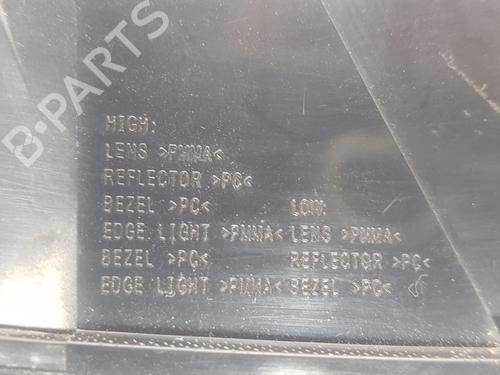 B-PARTS
HIGH:
LENS >PMMA<
REFLECTOR >PC<
BEZEL >PC< LOW:
EDGE LIGHT >PMMA< LENS >PMMA<
BEZEL >PC< REFLECTOR >PC<
EDGE LIGHT >PMMA< BEZEL >PC<